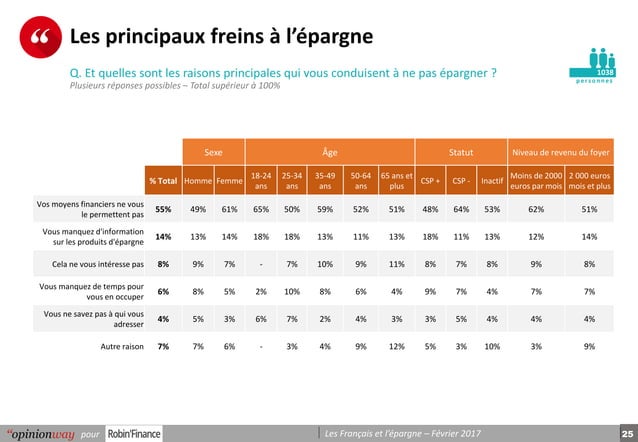 “ Les principaux freins à l’épargne
Q. Et quelles sont les raisons principales qui vous conduisent à ne pas épargner ?
Plusieurs réponses possibles – Total supérieur à 100%
1038
personnes
Sexe Âge Statut Niveau de revenu du foyer
% Total Homme Femme 18-24 ans 25-34 ans 35-49 ans 50-64 ans 65 ans et plus CSP + CSP - Inactif Moins de 2000 euros par mois 2 000 euros mois et plus
Vos moyens financiers ne vous le permettent pas 55% 49% 61% 65% 50% 59% 52% 51% 48% 64% 53% 62% 51%
Vous manquez d'information sur les produits d'épargne 14% 13% 14% 18% 18% 13% 11% 13% 18% 11% 13% 12% 14%
Cela ne vous intéresse pas 8% 9% 7% - 7% 10% 9% 11% 8% 7% 8% 9% 8%
Vous manquez de temps pour vous en occuper 6% 8% 5% 2% 10% 8% 6% 4% 9% 7% 4% 7% 7%
Vous ne savez pas à qui vous adresser 4% 5% 3% 6% 7% 2% 4% 3% 3% 5% 4% 4% 4%
Autre raison 7% 7% 6% - 3% 4% 9% 12% 5% 3% 10% 3% 9%
“opinionway pour Robin'Finance Les Français et l’épargne – Février 2017 25